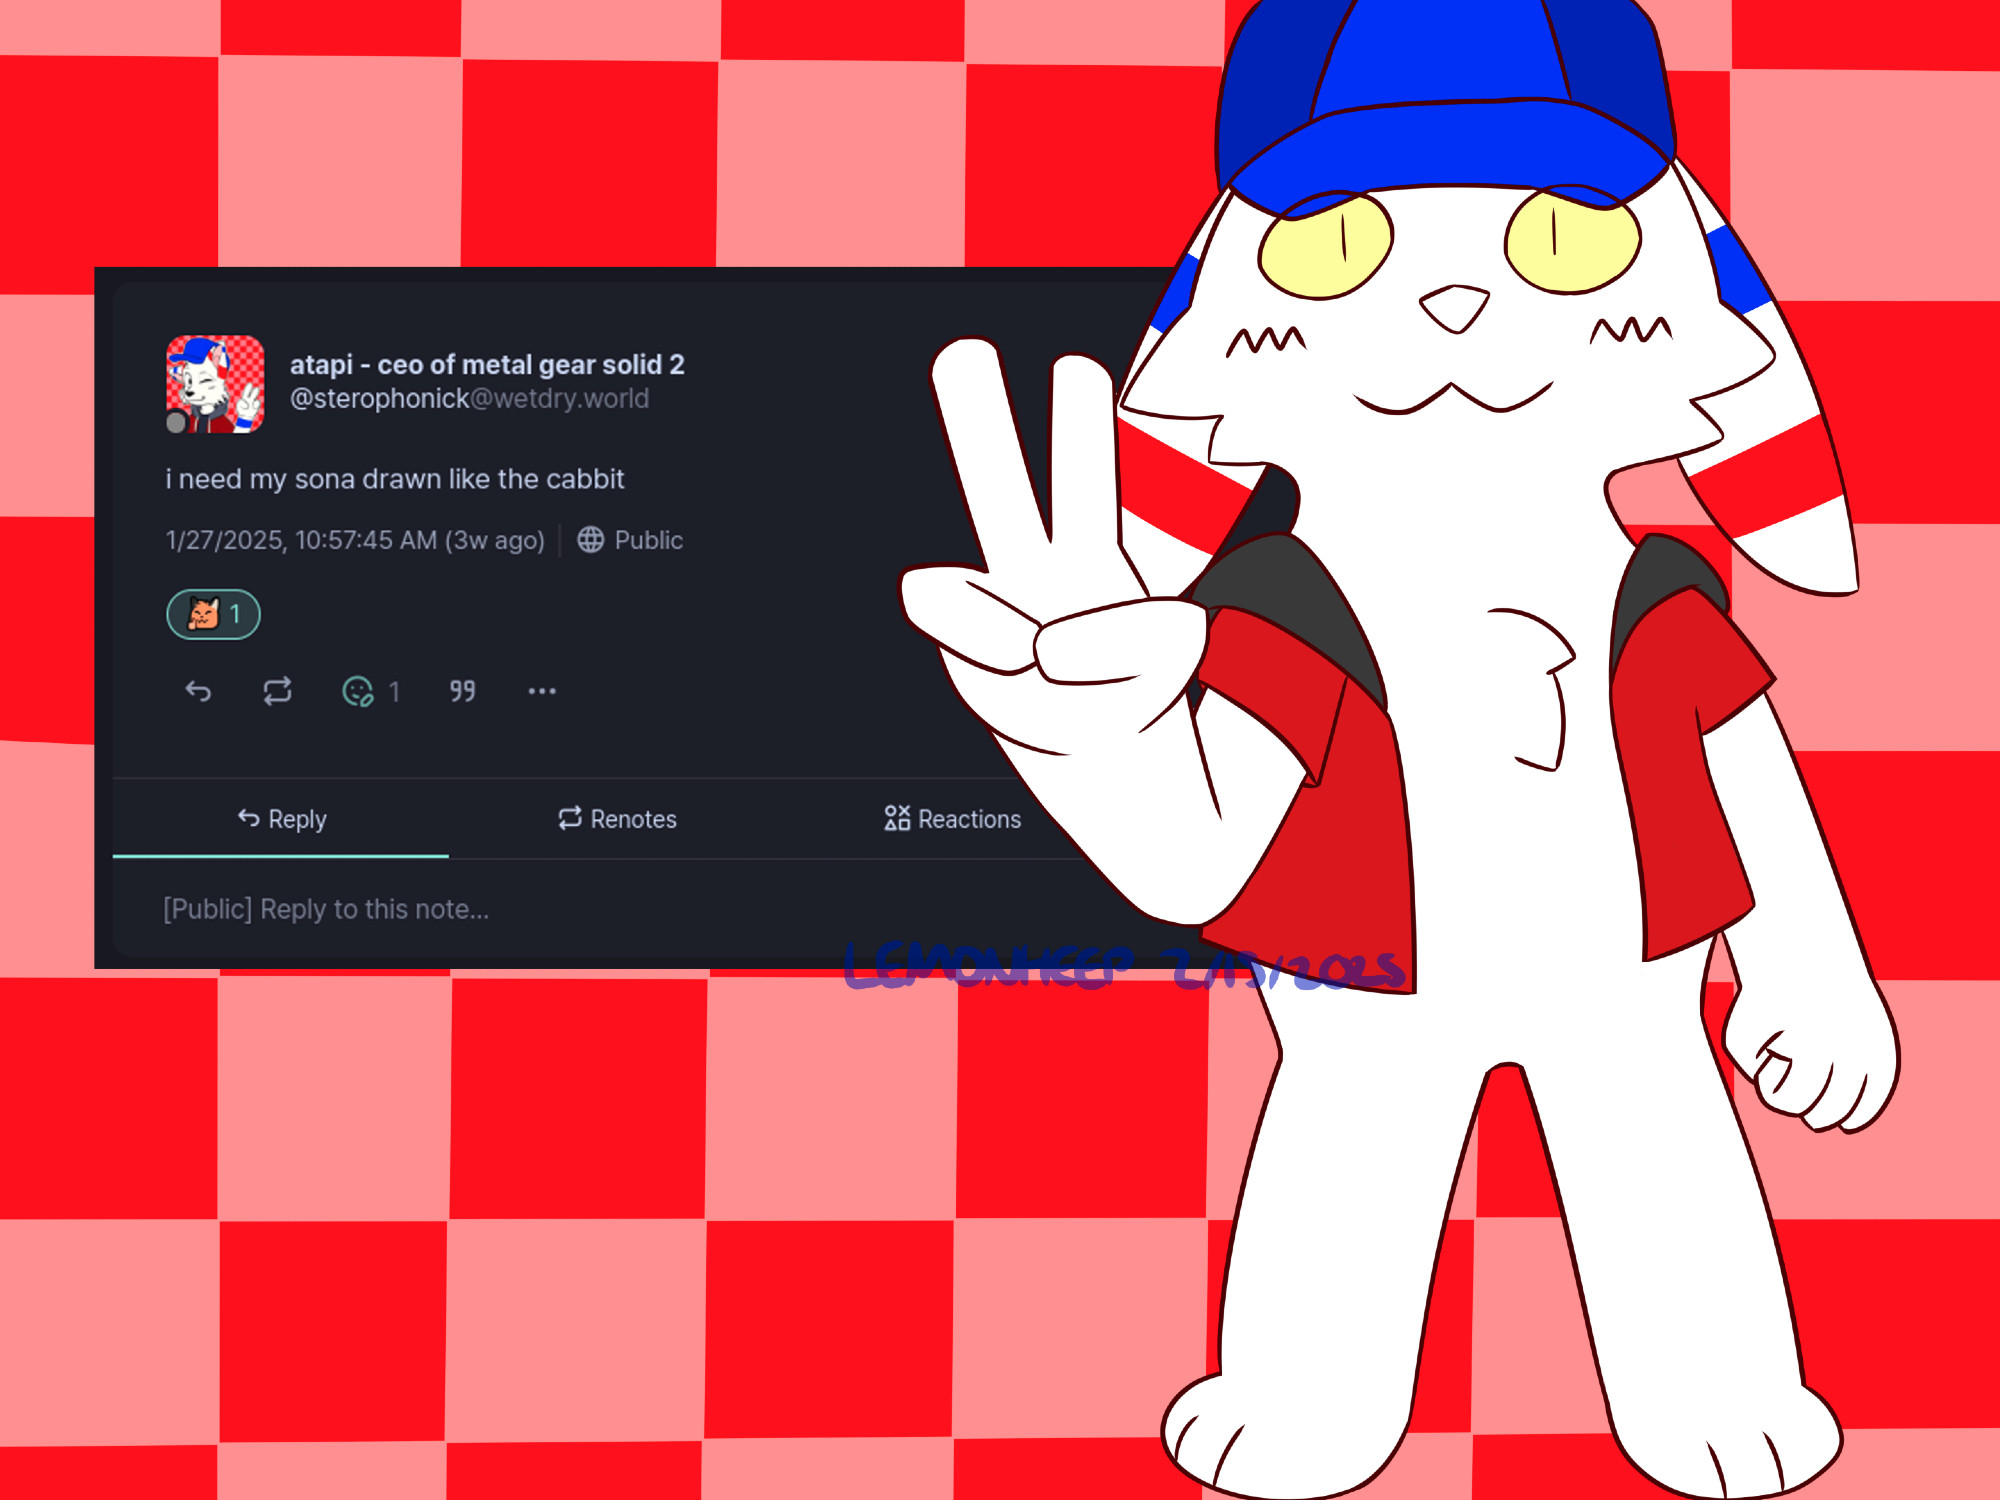 atapi - ceo of metal gear solid 2
@sterophonick@wetdry.world
i need my sona drawn like the cabbit
1/27/2025, 10:57:45 AM (3w ago) Public
1
1 99 ...
Reply Renotes Reactions
[Public] Reply to this note...
LEMONHEEP 2/15/2025